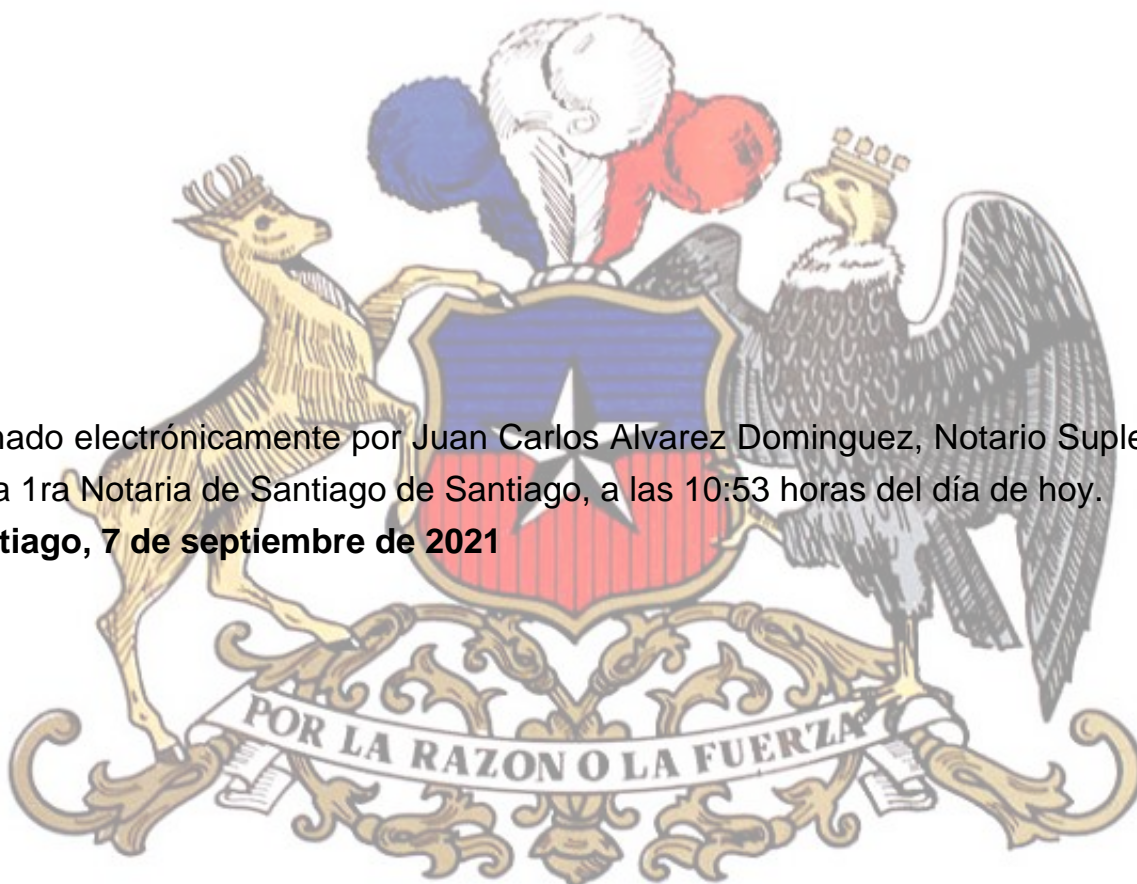 nado electrónicamente por Juan Carlos Alvarez Dominguez, Notario Suple
a 1ra Notaria de Santiago de Santiago, a las 10:53 horas del día de hoy.
tiago, 7 de septiembre de 2021
POR LA RAZON O LA FUERZA